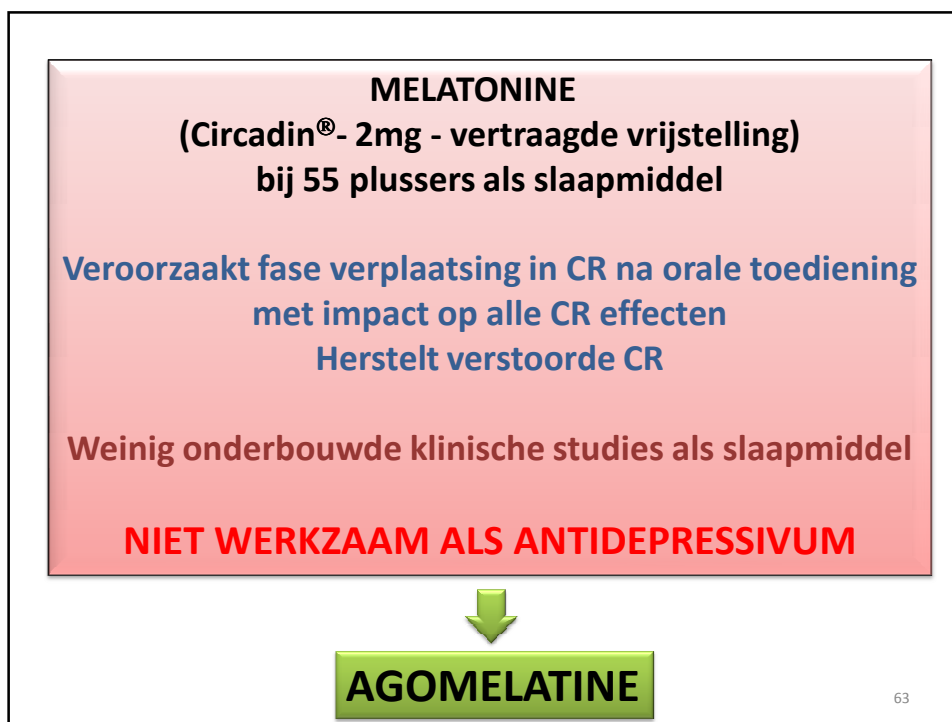 MELATONINE
(Circadin®- 2mg - vertraagde vrijstelling)
bij 55 plussers als slaapmiddel
Veroorzaakt fase verplaatsing in CR na orale toediening
met impact op alle CR effecten
Herstelt verstoorde CR
Weinig onderbouwde klinische studies als slaapmiddel
NIET WERKZAAM ALS ANTIDEPRESSIVUM
AGOMELATINE
63